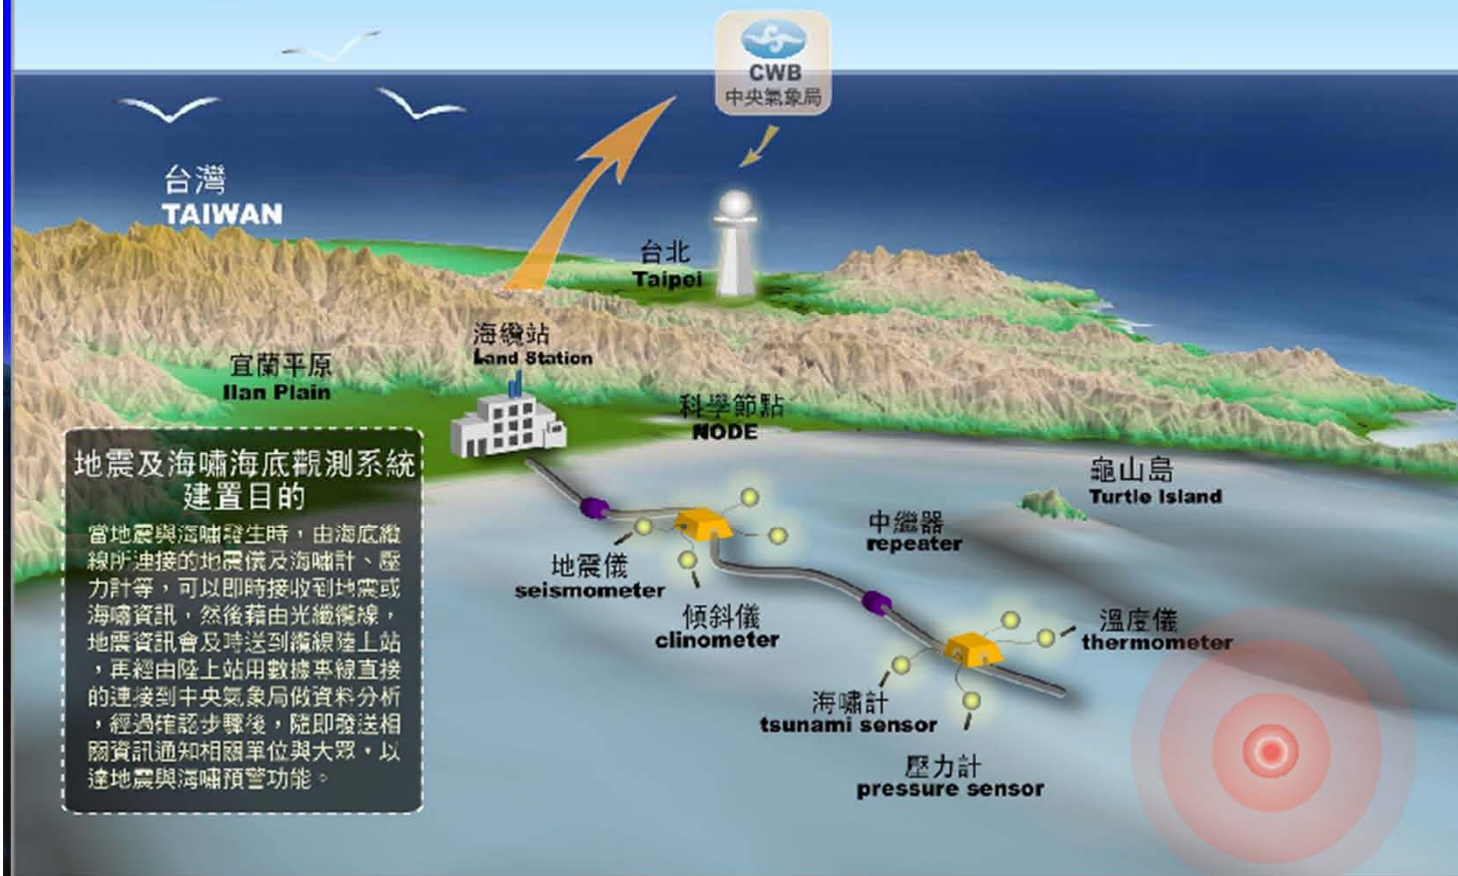 CWB
中央氣象局
台灣
TAIWAN
台北
Taipei
海纜站
Land Station
宜蘭平原
Ilan Plain
科學節點
NODE
龜山島
Turtle Island
地震及海嘯海底觀測系統
建置目的
當地震與海嘯發生時，由海底纜
線所連接的地震儀及海嘯計、壓
力計等，可以即時接收到地震或
海嘯資訊，然後藉由光纖纜線，
地震資訊會及時送到纜線陸上站
，再經由陸上站用數據專線直接
的連接到中央氣象局做資料分析
，經過確認步驟後，隨即發送相
關資訊通知相關單位與大眾，以
達地震與海嘯預警功能。
中繼器
repeater
地震儀
seismometer
傾斜儀
clinometer
溫度儀
thermometer
海嘯計
tsunami sensor
壓力計
pressure sensor